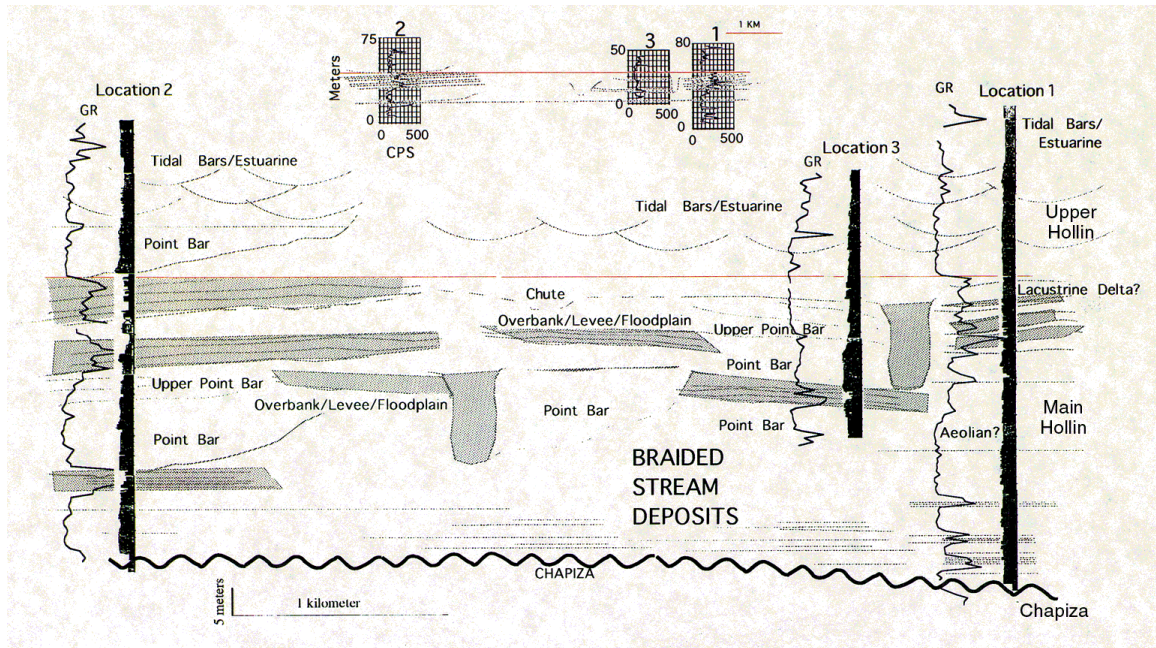 2
75
Meters
0
0 500
CPS
3
50
0
0 500
1
80
0
0 500
1 KM
Location 2
GR
Tidal Bars/Estuarine
Point Bar
Upper Point Bar
Overbank/Levee/Floodplain
Point Bar
Tidal Bars/Estuarine
Chute
Overbank/Levee/Floodplain
Upper Point Bar
Point Bar
Point Bar
Point Bar
Location 3
GR
GR
Location 1
Tidal Bars/
Estuarine
Upper
Hollin
Lacustrine Delta?
Main
Hollin
Aeolian?
BRAIDED
STREAM
DEPOSITS
CHAPIZA
Chapiza
5 meters
1 kilometer